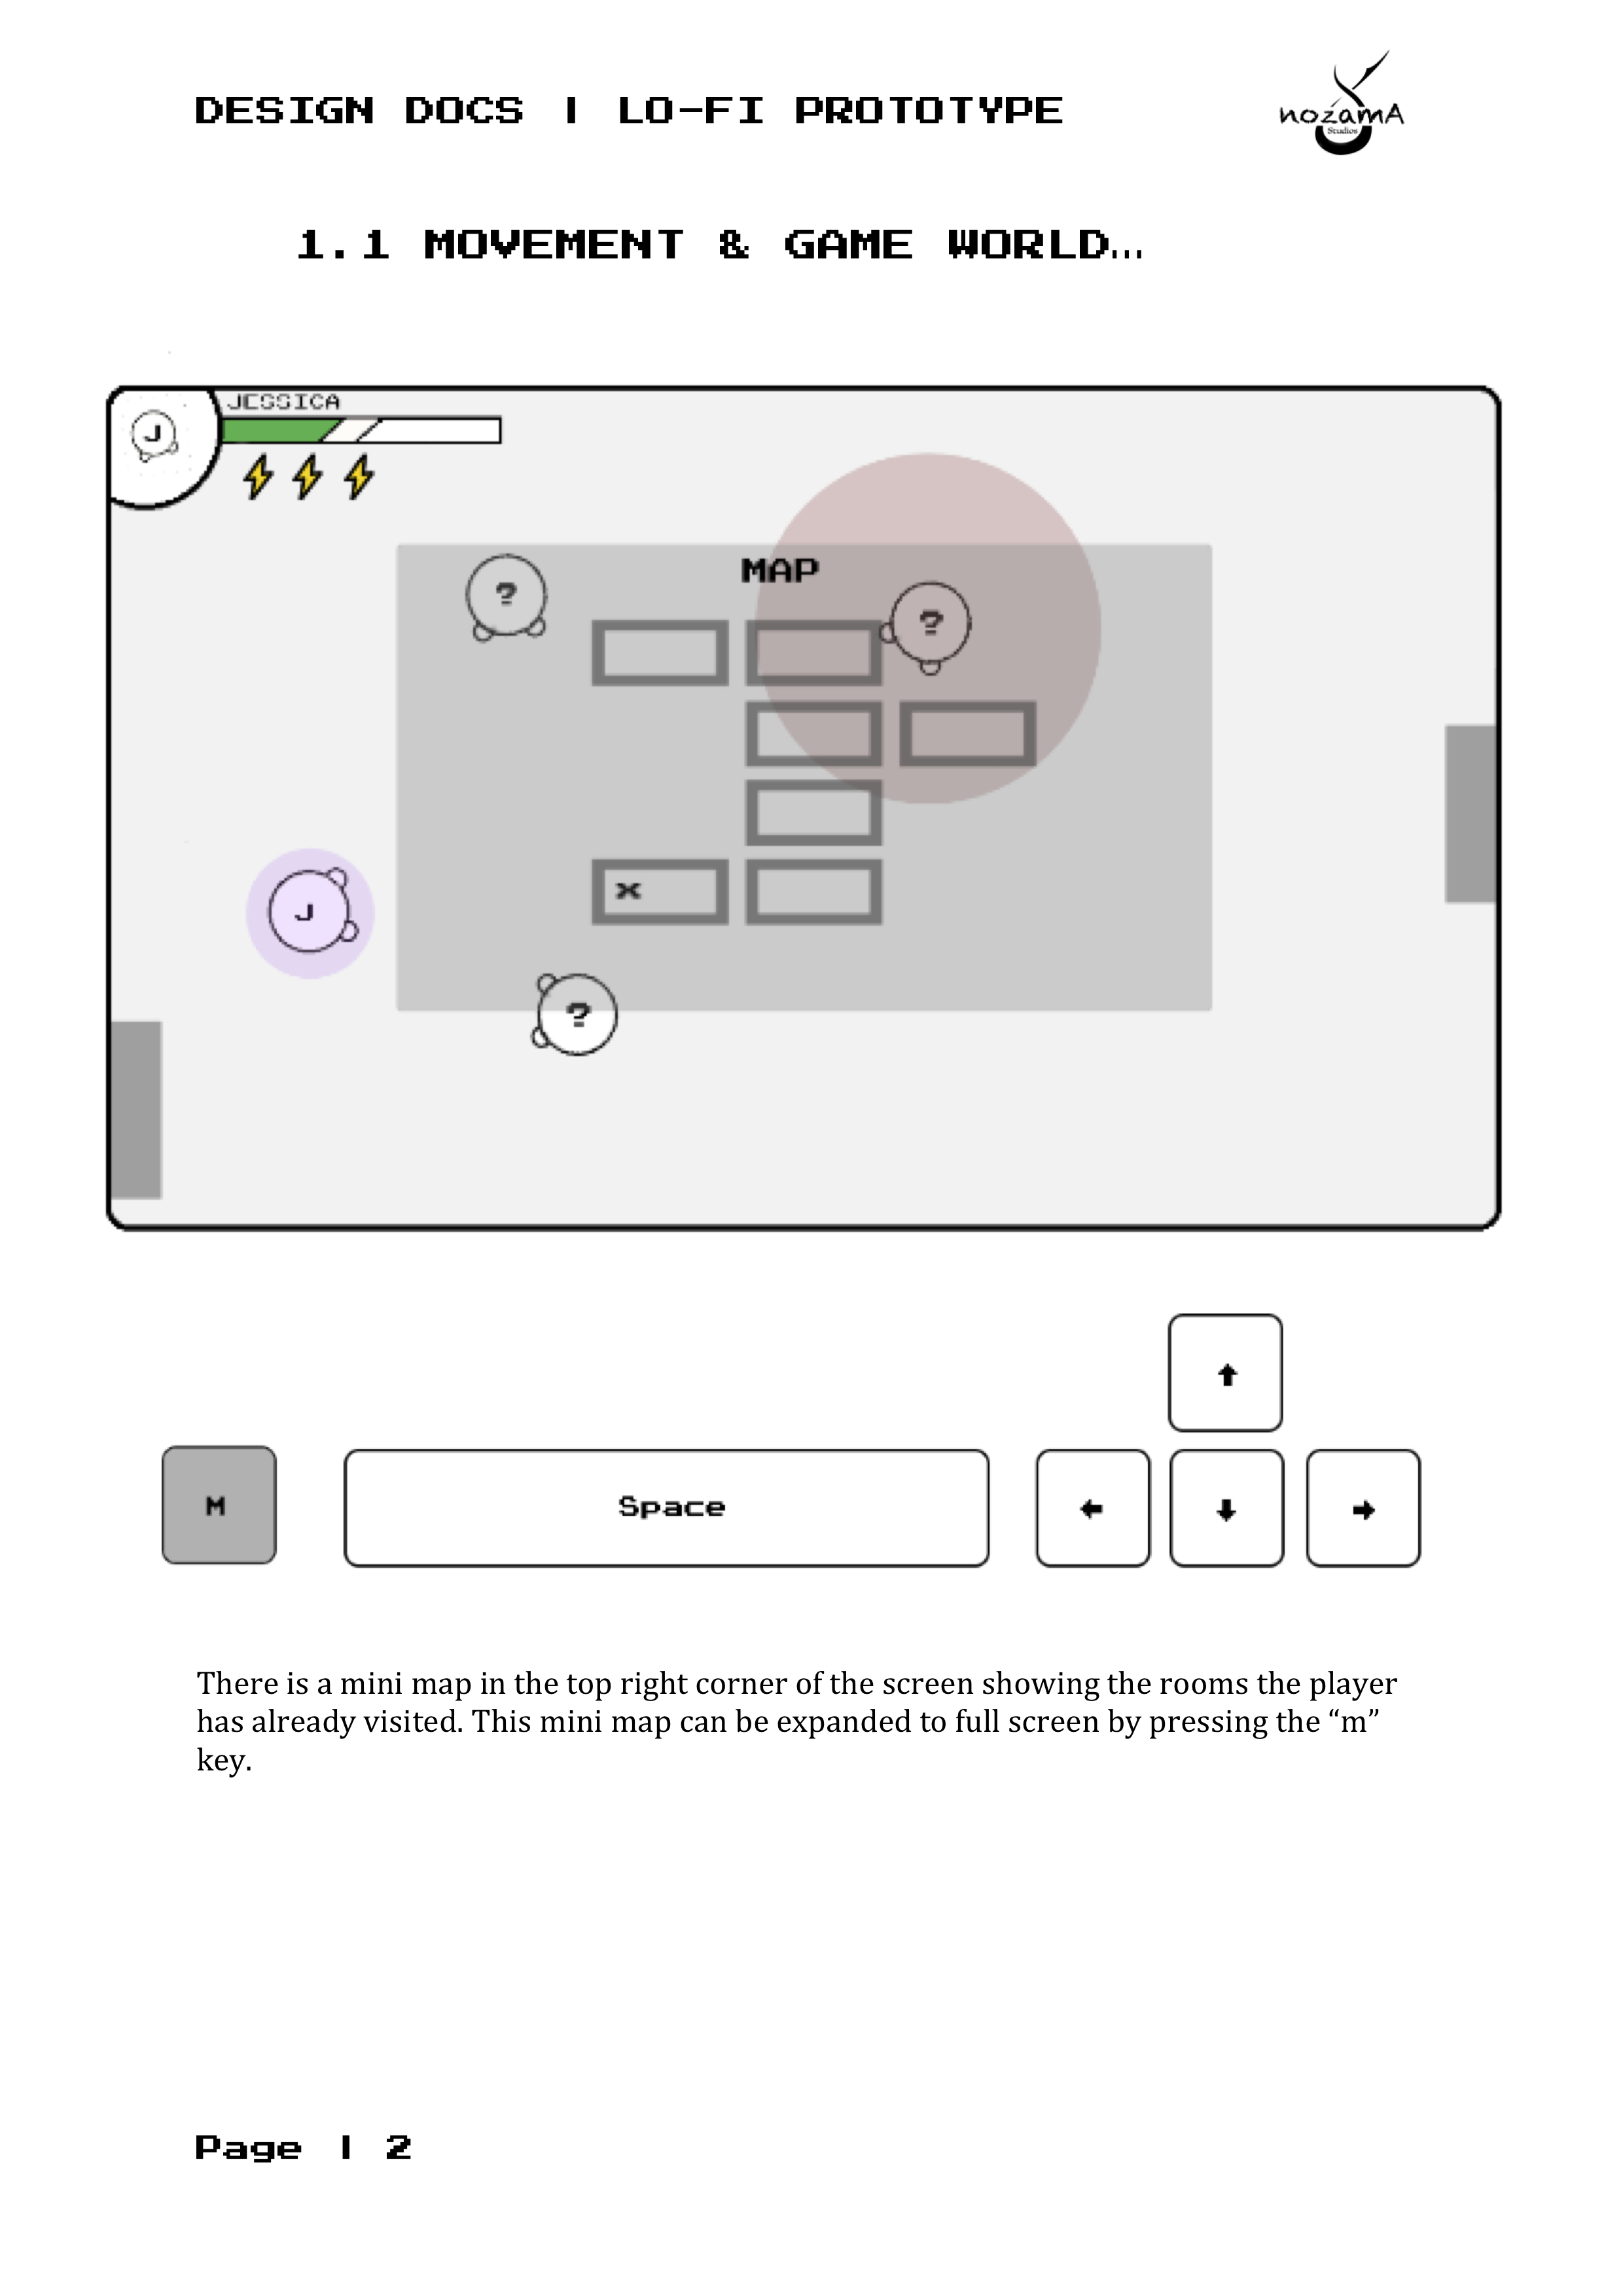 DESIGN DOCS | LO-FI PROTOTYPE
nozamA
Studios
1.1 MOVEMENT & GAME WORLD...
JESSICA
J
MAP
?
?
x
J
?
↑
M
Space
← ↓ →
There is a mini map in the top right corner of the screen showing the rooms the player
has already visited. This mini map can be expanded to full screen by pressing the “m”
key.
Page | 2